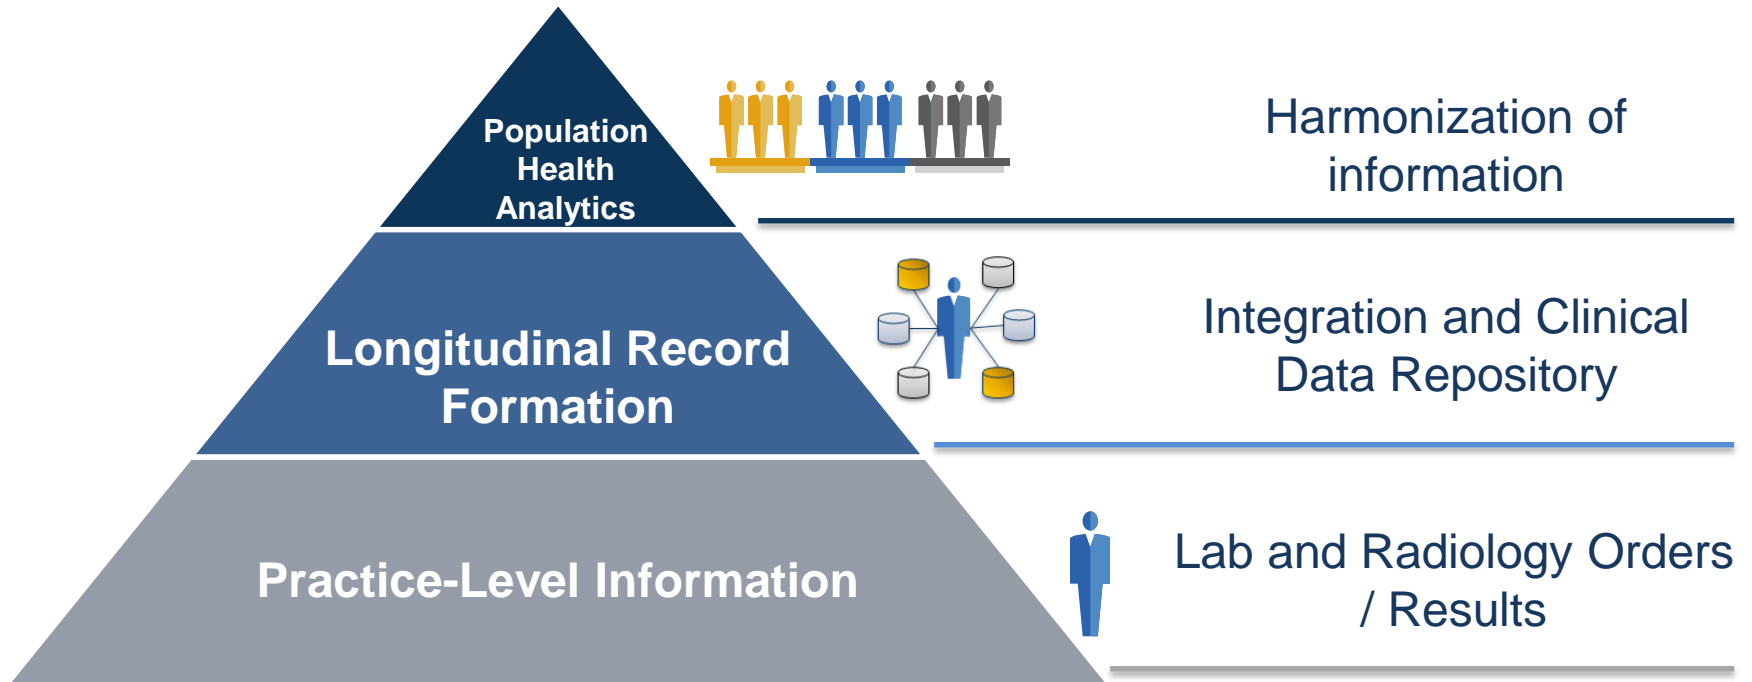 Population
Health
Analytics
Harmonization of
information
Longitudinal Record
Formation
Integration and Clinical
Data Repository
Practice-Level Information
Lab and Radiology Orders
/ Results